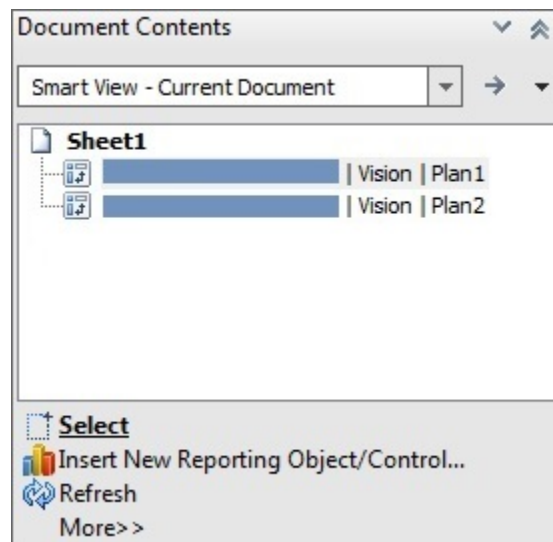 Document Contents
Smart View - Current Document
Sheet1
| Vision | Plan1
| Vision | Plan2
Select
Insert New Reporting Object/Control...
Refresh
More>>